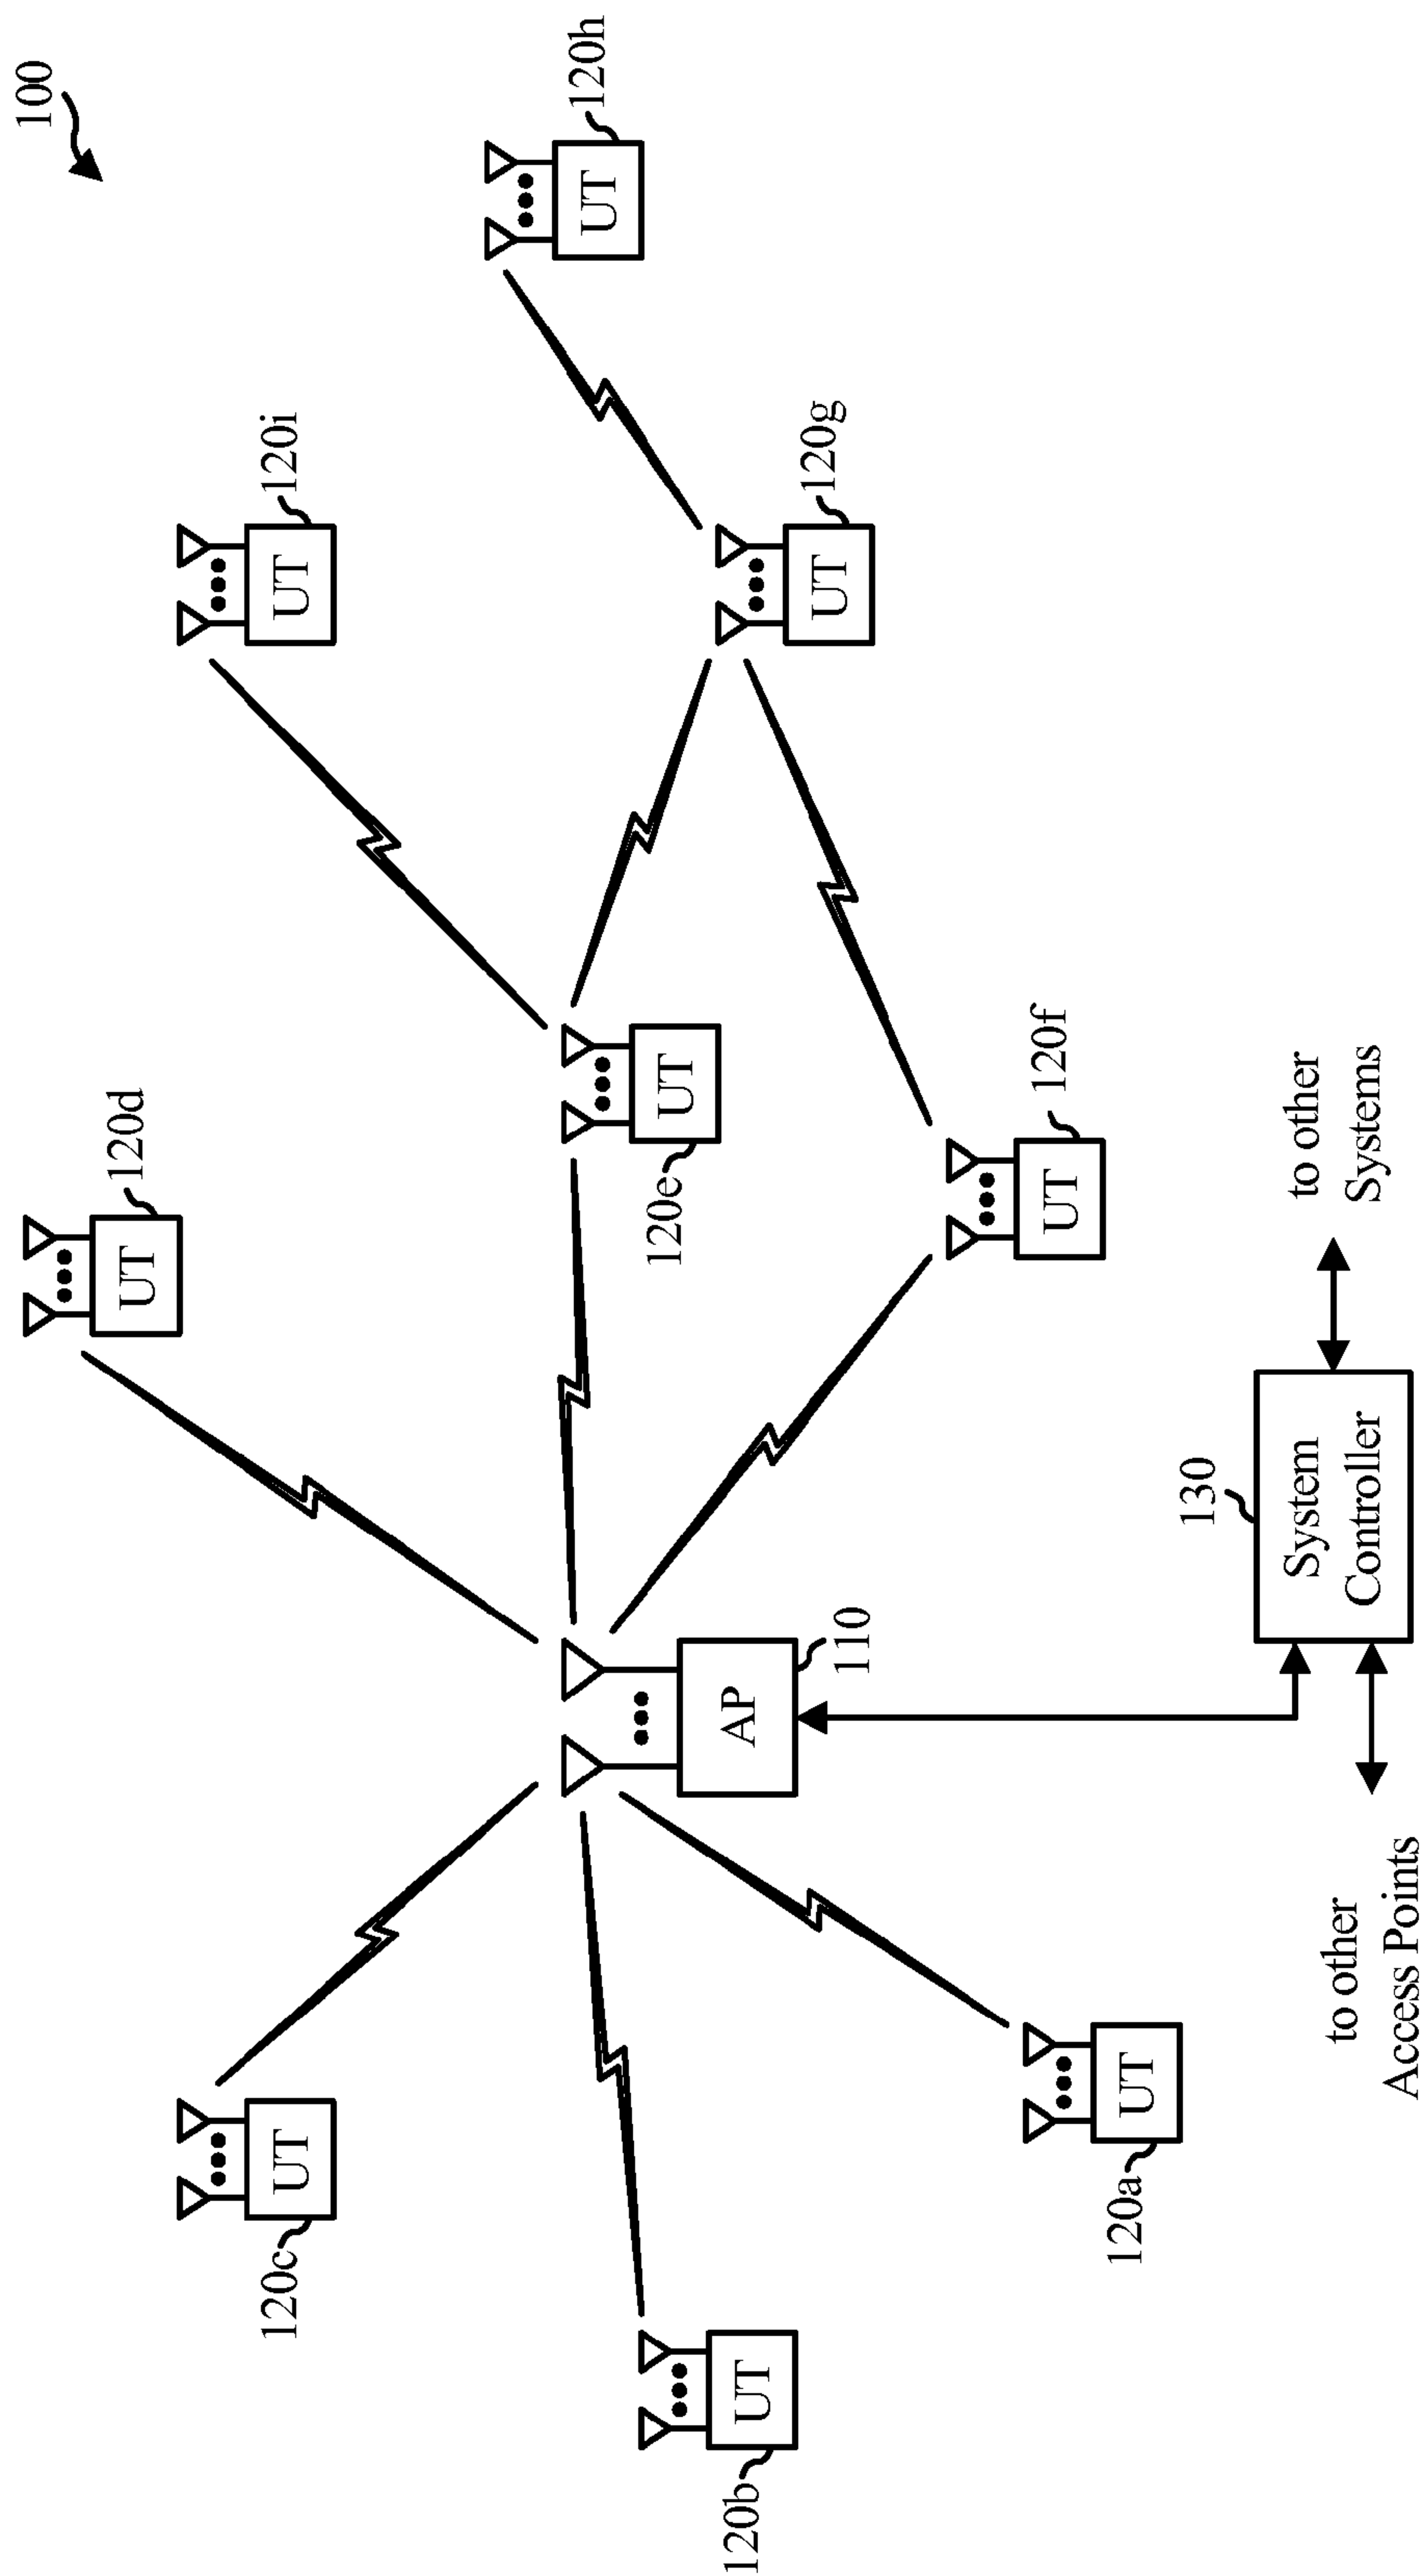 100
UT
120d
UT
120i
UT
120c
UT
120h
UT
120e
UT
120b
AP
110
UT
120g
UT
120f
UT
120a
130
System
Controller
to other
Systems
to other
Access Points